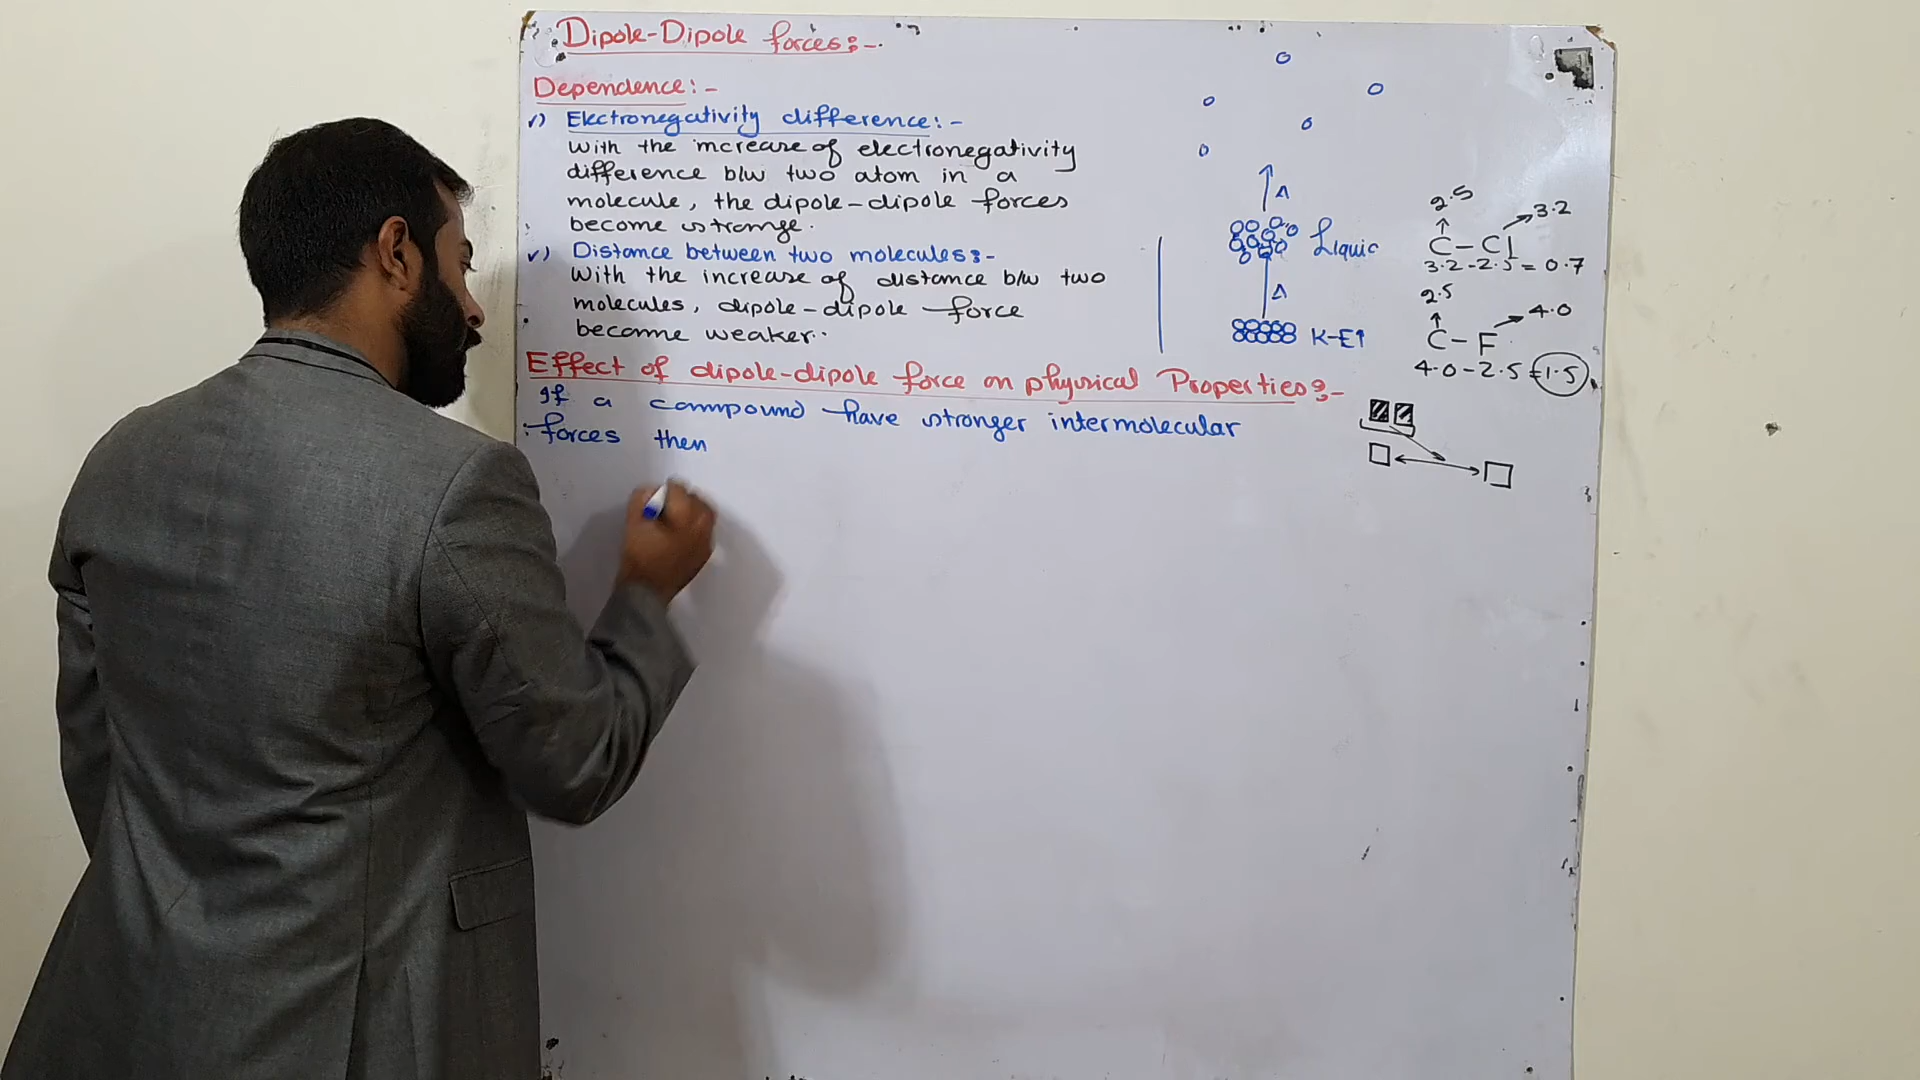 Dipole-Dipole forces:-
Dependence:-
✓) Electronegativity difference:-
With the increase of electronegativity
difference b/w two atom in a
molecule, the dipole-dipole forces
become stronge.
✓) Distance between two molecules:-
With the increase of distance b/w two
molecules, dipole-dipole force
become weaker.
Effect of dipole-dipole force on physical Properties:-
If a compound have stronger intermolecular
forces then
Δ
Liquid
Δ
K-E↑
2.5
3.2
C-Cl
3.2-2.5=0.7
2.5
4.0
C-F
4.0-2.5=1.5